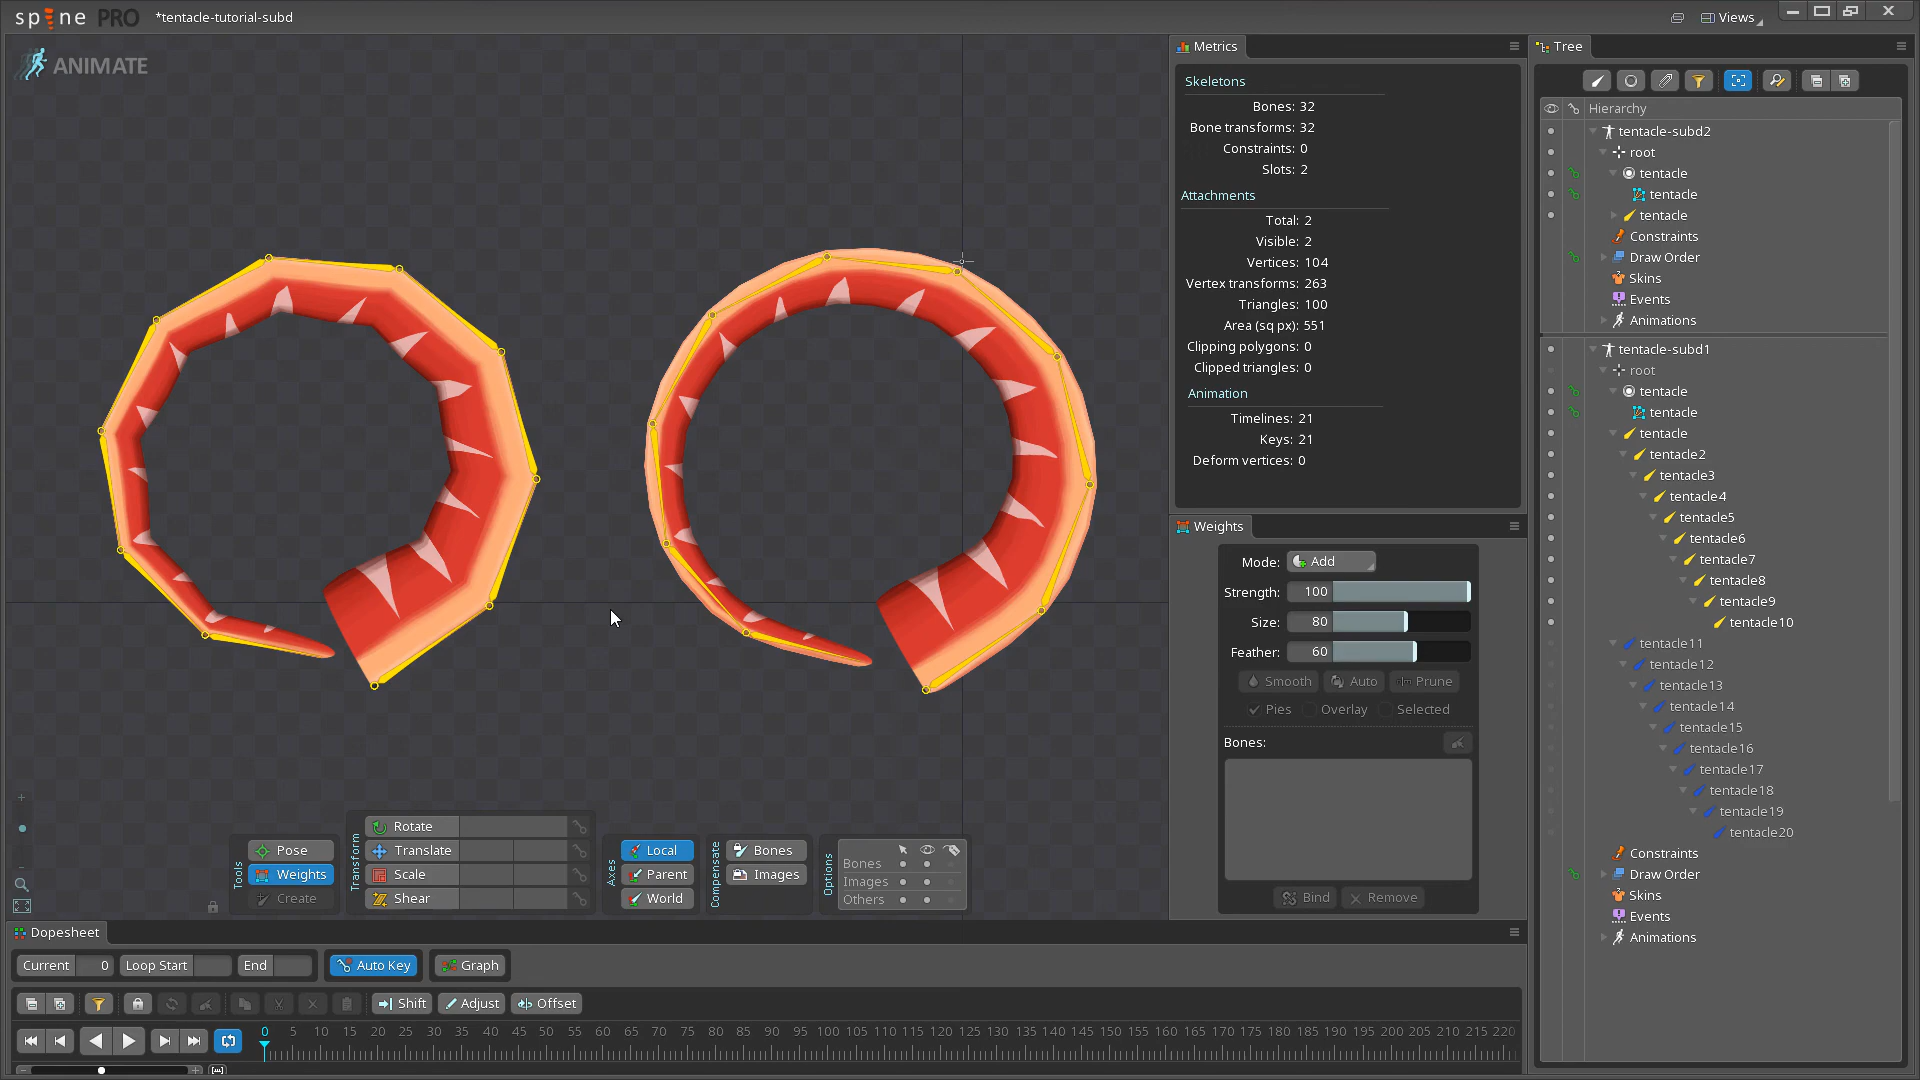 spine PRO *tentacle-tutorial-subd
Views
ANIMATE
Metrics
Skeletons
Bones: 32
Bone transforms: 32
Constraints: 0
Slots: 2
Attachments
Total: 2
Visible: 2
Vertices: 104
Vertex transforms: 263
Triangles: 100
Area (sq px): 551
Clipping polygons: 0
Clipped triangles: 0
Animation
Timelines: 21
Keys: 21
Deform vertices: 0
Weights
Mode: Add
Strength: 100
Size: 80
Feather: 60
Smooth Auto Prune
Pies Overlay Selected
Bones:
Bind Remove
Tree
Hierarchy
tentacle-subd2
root
tentacle
tentacle
tentacle
Constraints
Draw Order
Skins
Events
Animations
tentacle-subd1
root
tentacle
tentacle
tentacle
tentacle2
tentacle3
tentacle4
tentacle5
tentacle6
tentacle7
tentacle8
tentacle9
tentacle10
tentacle11
tentacle12
tentacle13
tentacle14
tentacle15
tentacle16
tentacle17
tentacle18
tentacle19
tentacle20
Constraints
Draw Order
Skins
Events
Animations
Tools
Pose
Weights
Create
Transform
Rotate
Translate
Scale
Shear
Axes
Local
Parent
World
Compensate
Bones
Images
Options
Bones
Images
Others
Dopesheet
Current 0 Loop Start End Auto Key Graph
Shift Adjust Offset
0 5 10 15 20 25 30 35 40 45 50 55 60 65 70 75 80 85 90 95 100 105 110 115 120 125 130 135 140 145 150 155 160 165 170 175 180 185 190 195 200 205 210 215 220